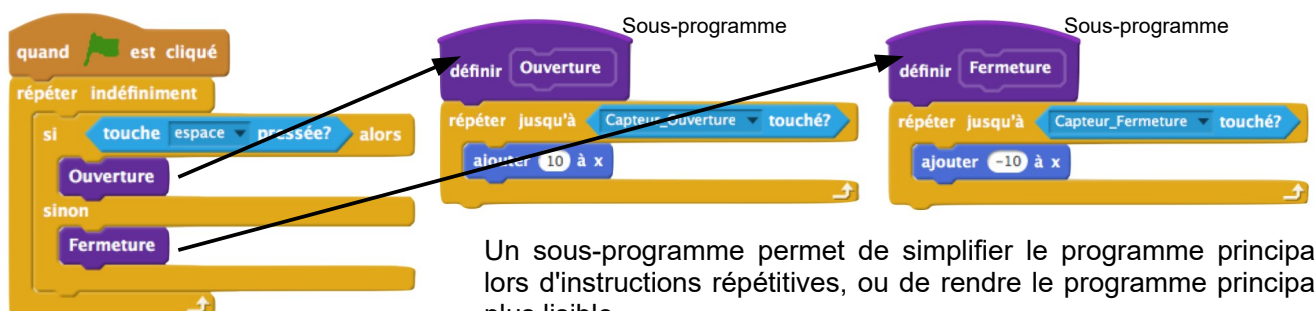 quand est cliqué
répéter indéfiniment
si touche espace pressée? alors
Ouverture
sinon
Fermeture
Sous-programme
définir Ouverture
répéter jusqu'à Capteur_Ouverture touché?
ajouter 10 à x
Sous-programme
définir Fermeture
répéter jusqu'à Capteur_Fermeture touché?
ajouter -10 à x
Un sous-programme permet de simplifier le programme principa
lors d'instructions répétitives, ou de rendre le programme principa
plus lisible